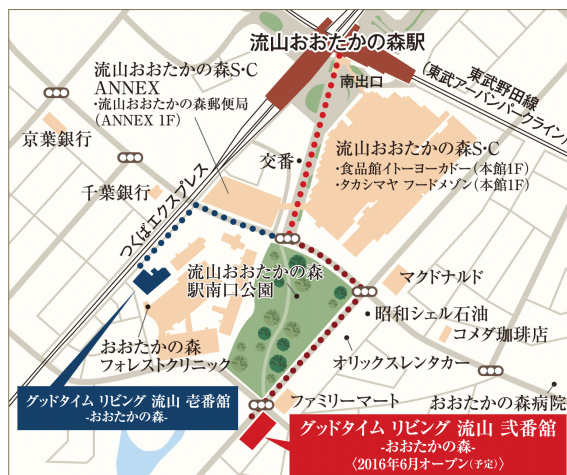 流山おおたかの森駅
南出口
東武野田線
(東武アーバンパークライン)
流山おおたかの森S・C
ANNEX
・流山おおたかの森郵便局
(ANNEX 1F)
京葉銀行
千葉銀行
つくばエクスプレス
交番
流山おおたかの森S・C
・食品館イトーヨーカドー(本館1F)
・タカシマヤ フードメゾン(本館1F)
流山おおたかの森
駅南口公園
マクドナルド
昭和シェル石油
コメダ珈琲店
おおたかの森
フォレストクリニック
オリックスレンタカー
グッドタイム リビング 流山 壱番舘
-おおたかの森-
ファミリーマート
おおたかの森病院
グッドタイム リビング 流山 弐番舘
-おおたかの森-
〈2016年6月オープン(予定)〉